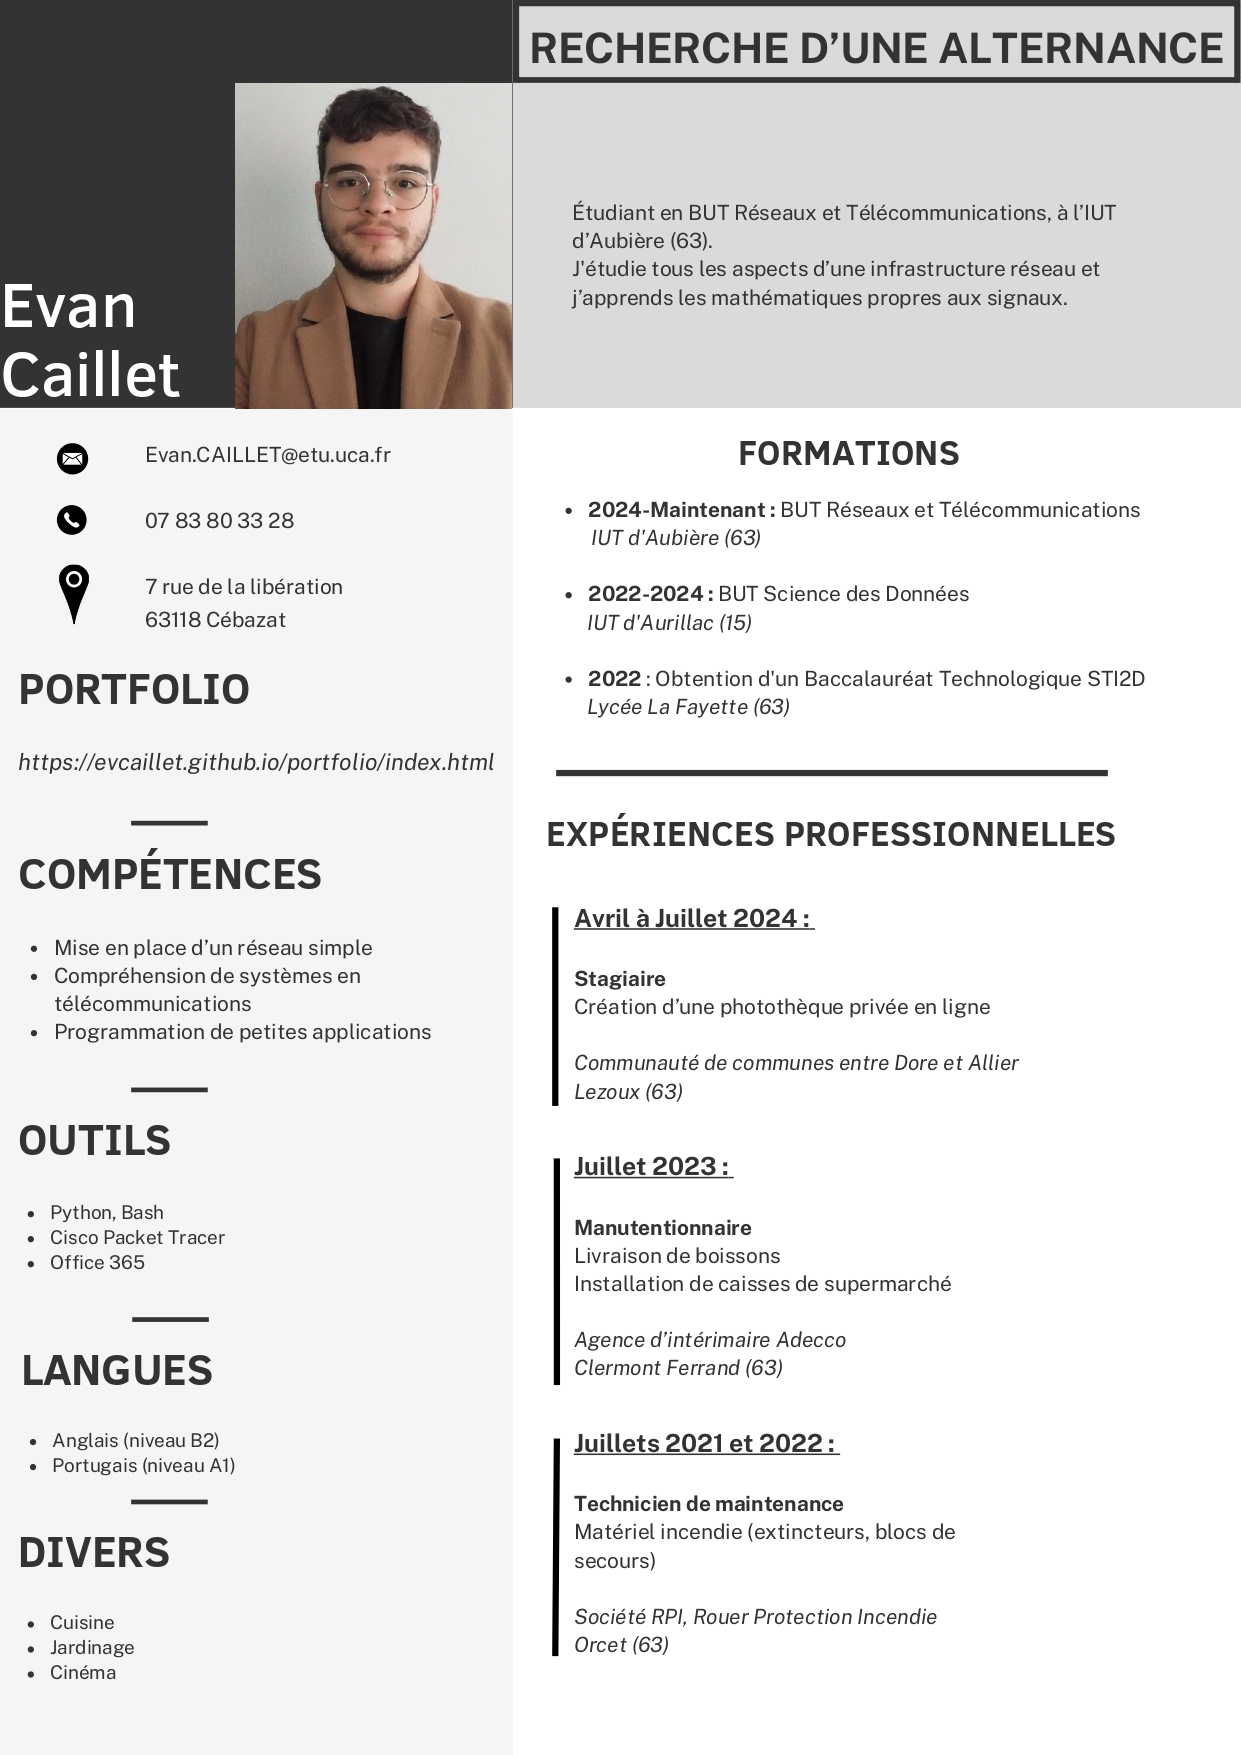 RECHERCHE D’UNE ALTERNANCE
Evan
Caillet
Étudiant en BUT Réseaux et Télécommunications, à l’IUT
d’Aubière (63).
J'étudie tous les aspects d’une infrastructure réseau et
j’apprends les mathématiques propres aux signaux.
Evan.CAILLET@etu.uca.fr
07 83 80 33 28
7 rue de la libération
63118 Cébazat
PORTFOLIO
https://evcaillet.github.io/portfolio/index.html
COMPÉTENCES
• Mise en place d’un réseau simple
• Compréhension de systèmes en
télécommunications
• Programmation de petites applications
OUTILS
• Python, Bash
• Cisco Packet Tracer
• Office 365
LANGUES
• Anglais (niveau B2)
• Portugais (niveau A1)
DIVERS
• Cuisine
• Jardinage
• Cinéma
FORMATIONS
• 2024-Maintenant : BUT Réseaux et Télécommunications
IUT d'Aubière (63)
• 2022-2024 : BUT Science des Données
IUT d'Aurillac (15)
• 2022 : Obtention d'un Baccalauréat Technologique STI2D
Lycée La Fayette (63)
EXPÉRIENCES PROFESSIONNELLES
Avril à Juillet 2024 :
Stagiaire
Création d’une photothèque privée en ligne
Communauté de communes entre Dore et Allier
Lezoux (63)
Juillet 2023 :
Manutentionnaire
Livraison de boissons
Installation de caisses de supermarché
Agence d’intérimaire Adecco
Clermont Ferrand (63)
Juillets 2021 et 2022 :
Technicien de maintenance
Matériel incendie (extincteurs, blocs de
secours)
Société RPI, Rouer Protection Incendie
Orcet (63)